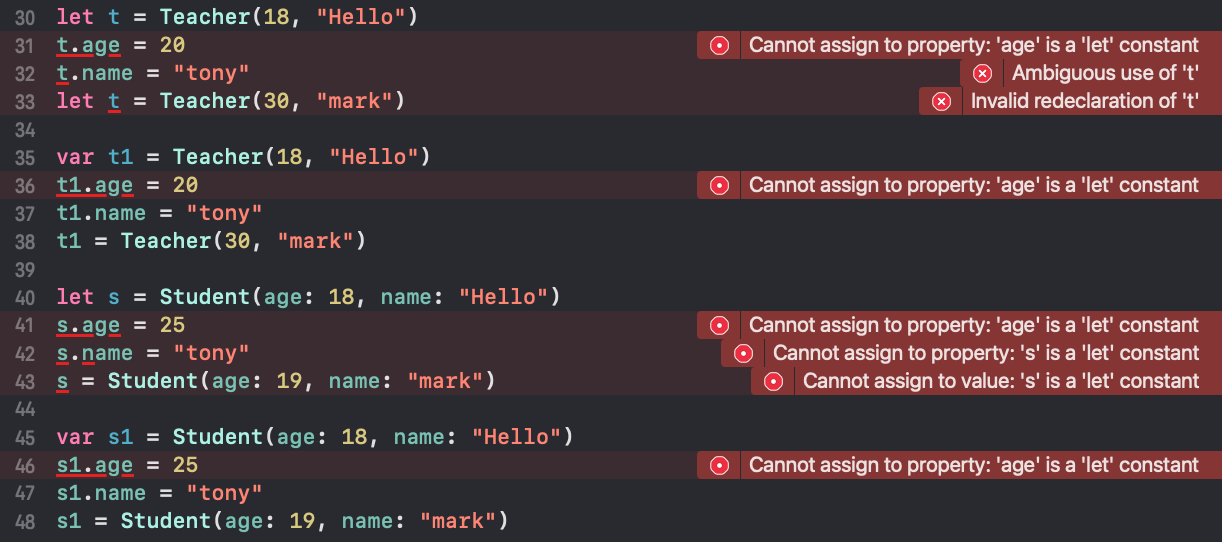 30 let t = Teacher(18, "Hello")
31 t.age = 20 Cannot assign to property: 'age' is a 'let' constant
32 t.name = "tony" Ambiguous use of 't'
33 let t = Teacher(30, "mark") Invalid redeclaration of 't'
34
35 var t1 = Teacher(18, "Hello")
36 t1.age = 20 Cannot assign to property: 'age' is a 'let' constant
37 t1.name = "tony"
38 t1 = Teacher(30, "mark")
39
40 let s = Student(age: 18, name: "Hello")
41 s.age = 25 Cannot assign to property: 'age' is a 'let' constant
42 s.name = "tony" Cannot assign to property: 's' is a 'let' constant
43 s = Student(age: 19, name: "mark") Cannot assign to value: 's' is a 'let' constant
44
45 var s1 = Student(age: 18, name: "Hello")
46 s1.age = 25 Cannot assign to property: 'age' is a 'let' constant
47 s1.name = "tony"
48 s1 = Student(age: 19, name: "mark")